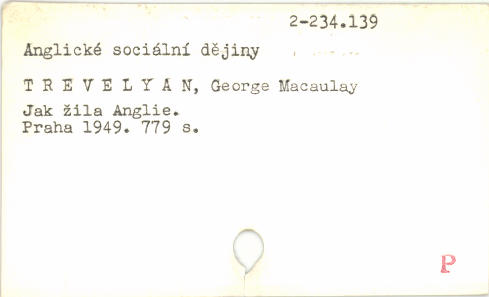 2-234.139
Anglické sociální dějiny
T R E V E L Y A N, George Macaulay
Jak žila Anglie.
Praha 1949. 779 s.
P